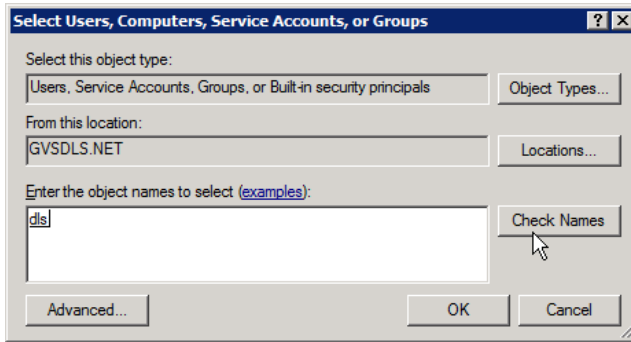 Select Users, Computers, Service Accounts, or Groups
Select this object type:
Users, Service Accounts, Groups, or Built-in security principals
Object Types...
From this location:
GVSDLS.NET
Locations...
Enter the object names to select (examples):
dls
Check Names
Advanced...
OK
Cancel